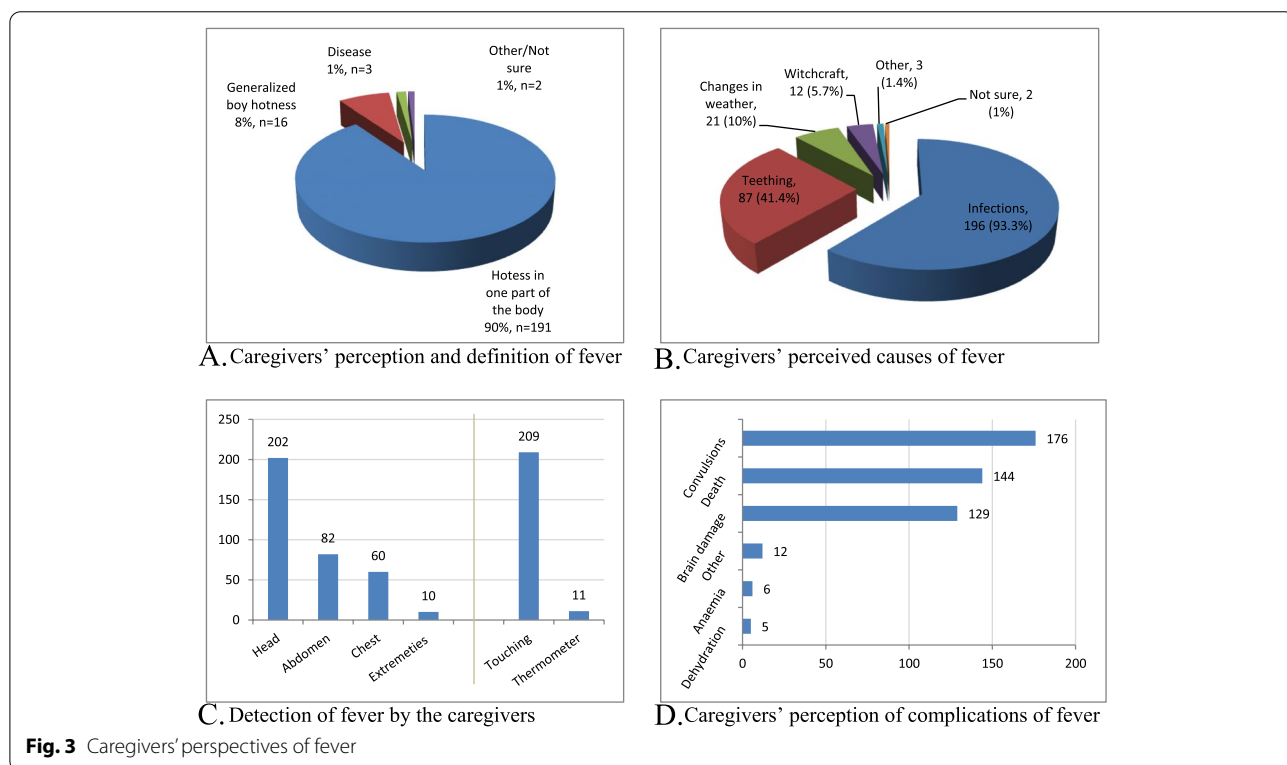 Disease
1%, n=3
Other/Not
sure
1%, n=2
Generalized
boy hotness
8%, n=16
Hotess in
one part of
the body
90%, n=191
A. Caregivers' perception and definition of fever
Other, 3
(1.4%)
Witchcraft,
12 (5.7%)
Changes in
weather,
21 (10%)
Not sure, 2
(1%)
Teething,
87 (41.4%)
Infections,
196 (93.3%)
B. Caregivers' perceived causes of fever
250
200
150
100
50
0
202
82
60
10
209
11
Head
Abdomen
Chest
Extremeties
Touching
Thermometer
C. Detection of fever by the caregivers
Convulsions
176
Death
144
Brain damage
129
Other
12
Anaemia
6
Dehydration
5
0
50
100
150
200
D. Caregivers' perception of complications of fever
Fig. 3 Caregivers' perspectives of fever